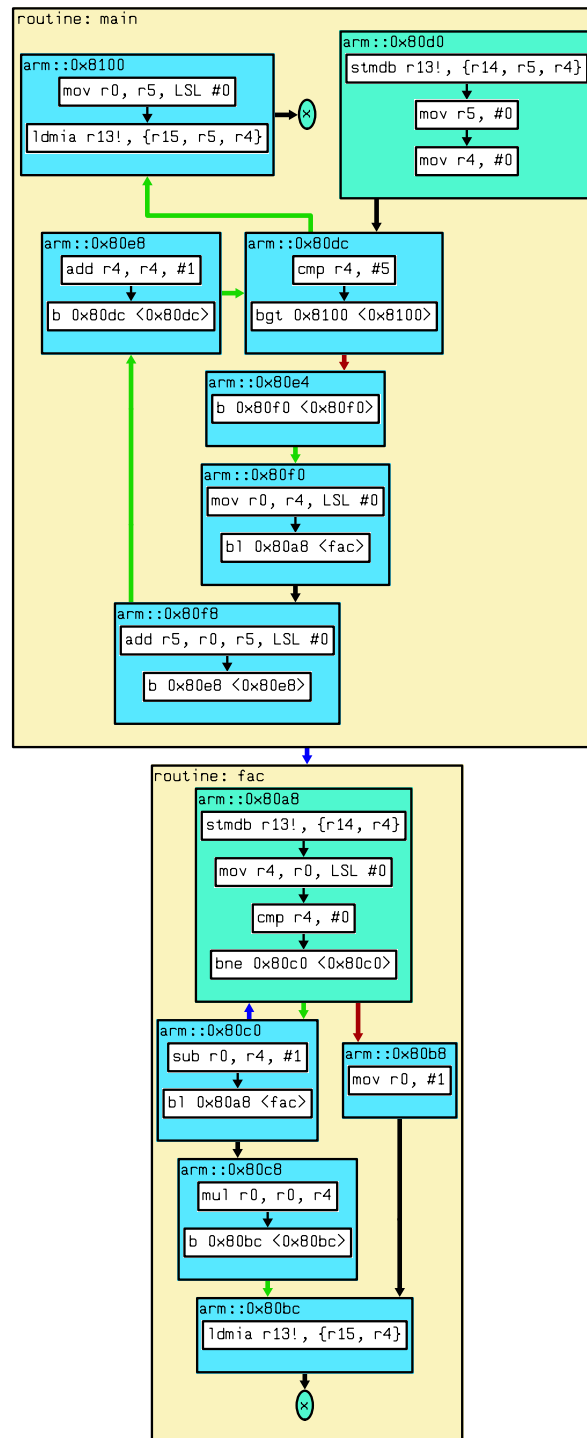 routine: main
arm::0x80d0
stmdb r13!, {r14, r5, r4}
mov r5, #0
mov r4, #0
arm::0x8100
mov r0, r5, LSL #0
ldmia r13!, {r15, r5, r4}
x
arm::0x80e8
add r4, r4, #1
b 0x80dc <0x80dc>
arm::0x80dc
cmp r4, #5
bgt 0x8100 <0x8100>
arm::0x80e4
b 0x80f0 <0x80f0>
arm::0x80f0
mov r0, r4, LSL #0
bl 0x80a8 <fac>
arm::0x80f8
add r5, r0, r5, LSL #0
b 0x80e8 <0x80e8>
routine: fac
arm::0x80a8
stmdb r13!, {r14, r4}
mov r4, r0, LSL #0
cmp r4, #0
bne 0x80c0 <0x80c0>
arm::0x80c0
sub r0, r4, #1
bl 0x80a8 <fac>
arm::0x80b8
mov r0, #1
arm::0x80c8
mul r0, r0, r4
b 0x80bc <0x80bc>
arm::0x80bc
ldmia r13!, {r15, r4}
x